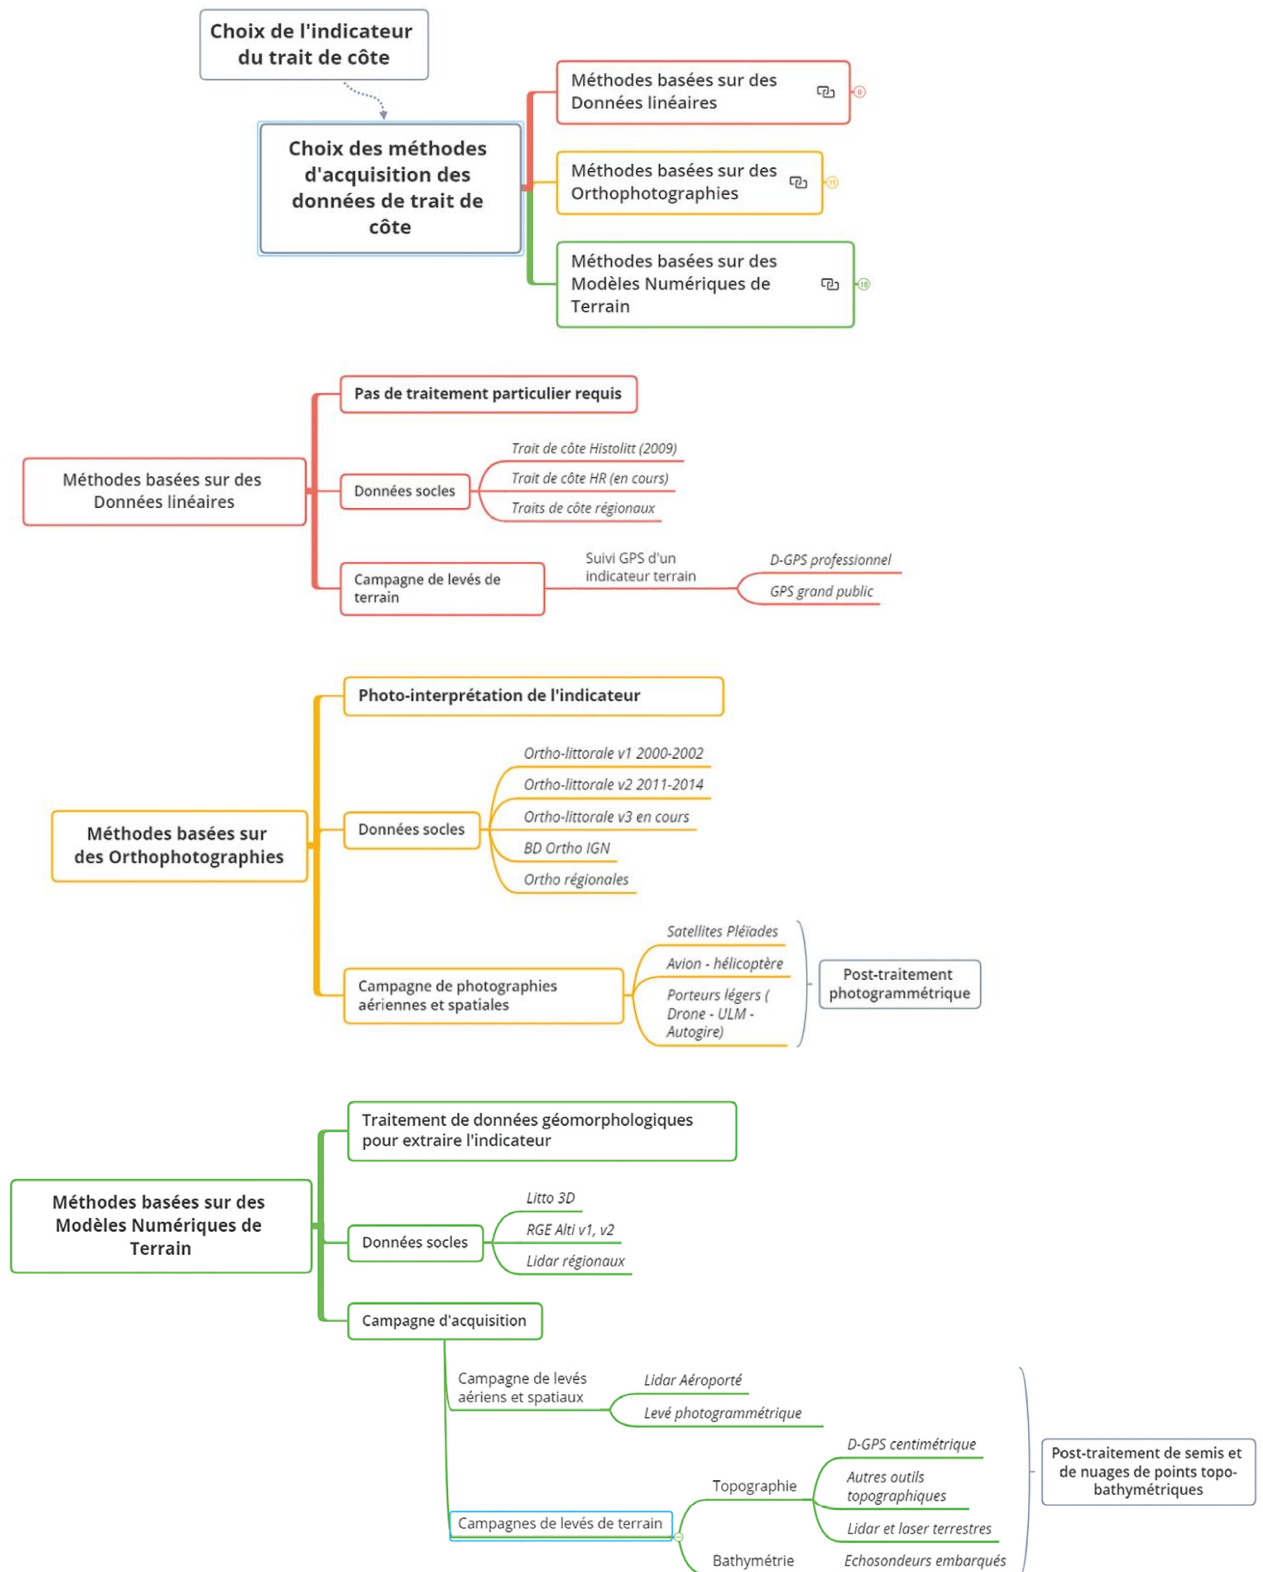 Choix de l'indicateur
du trait de côte
Choix des méthodes
d'acquisition des
données de trait de
côte
Méthodes basées sur des
Données linéaires
9
Méthodes basées sur des
Orthophotographies
11
Méthodes basées sur des
Modèles Numériques de
Terrain
16
Méthodes basées sur des
Données linéaires
Pas de traitement particulier requis
Données socles
Trait de côte Histolitt (2009)
Trait de côte HR (en cours)
Traits de côte régionaux
Campagne de levés de
terrain
Suivi GPS d'un
indicateur terrain
D-GPS professionnel
GPS grand public
Méthodes basées sur
des Orthophotographies
Photo-interprétation de l'indicateur
Données socles
Ortho-littorale v1 2000-2002
Ortho-littorale v2 2011-2014
Ortho-littorale v3 en cours
BD Ortho IGN
Ortho régionales
Campagne de photographies
aériennes et spatiales
Satellites Pléïades
Avion - hélicoptère
Porteurs légers (
Drone - ULM -
Autogire)
Post-traitement
photogrammétrique
Méthodes basées sur des
Modèles Numériques de
Terrain
Traitement de données géomorphologiques
pour extraire l'indicateur
Données socles
Litto 3D
RGE Alti v1, v2
Lidar régionaux
Campagne d'acquisition
Campagne de levés
aériens et spatiaux
Lidar Aéroporté
Levé photogrammétrique
Campagnes de levés de terrain
Topographie
D-GPS centimétrique
Autres outils
topographiques
Lidar et laser terrestres
Bathymétrie
Echosondeurs embarqués
Post-traitement de semis et
de nuages de points topo-
bathymétriques